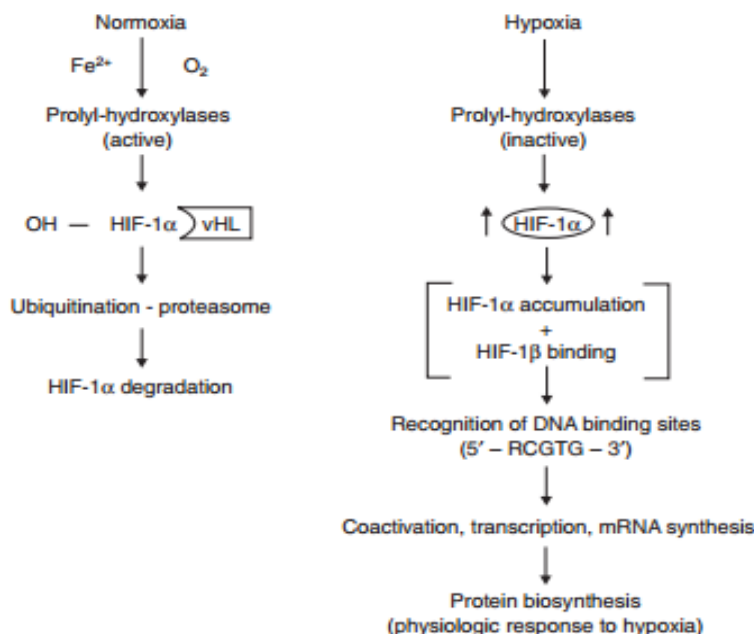 Normoxia
Fe²⁺ O₂
Prolyl-hydroxylases
(active)
OH — HIF-1α vHL
Ubiquitination - proteasome
HIF-1α degradation
Hypoxia
Prolyl-hydroxylases
(inactive)
HIF-1α
HIF-1α accumulation
+
HIF-1β binding
Recognition of DNA binding sites
(5′ – RCGTG – 3′)
Coactivation, transcription, mRNA synthesis
Protein biosynthesis
(physiologic response to hypoxia)